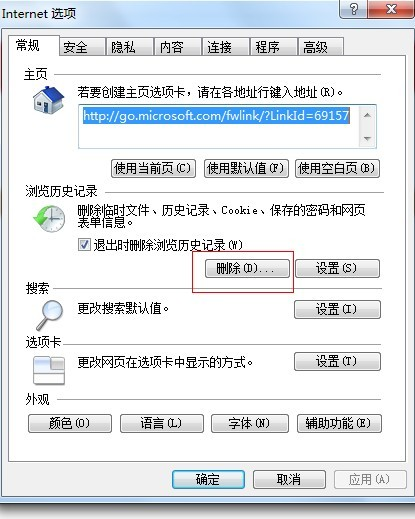 Internet 选项
常规 安全 隐私 内容 连接 程序 高级
主页
若要创建主页选项卡，请在各地址行键入地址(R)。
http://go.microsoft.com/fwlink/?LinkId=69157
使用当前页(C) 使用默认值(F) 使用空白页(B)
浏览历史记录
删除临时文件、历史记录、Cookie、保存的密码和网页
表单信息。
退出时删除浏览历史记录(W)
删除(D)... 设置(S)
搜索
更改搜索默认值。 设置(I)
选项卡
更改网页在选项卡中显示的方式。 设置(T)
外观
颜色(O) 语言(L) 字体(N) 辅助功能(E)
确定 取消 应用(A)